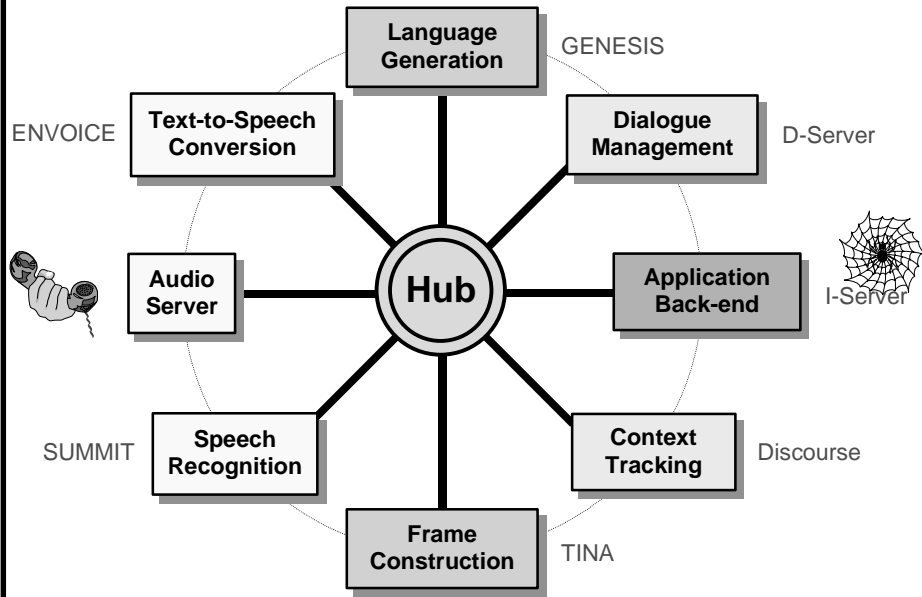 Language
Generation
GENESIS
ENVOICE
Text-to-Speech
Conversion
Dialogue
Management
D-Server
Audio
Server
Hub
Application
Back-end
I-Server
SUMMIT
Speech
Recognition
Context
Tracking
Discourse
Frame
Construction
TINA